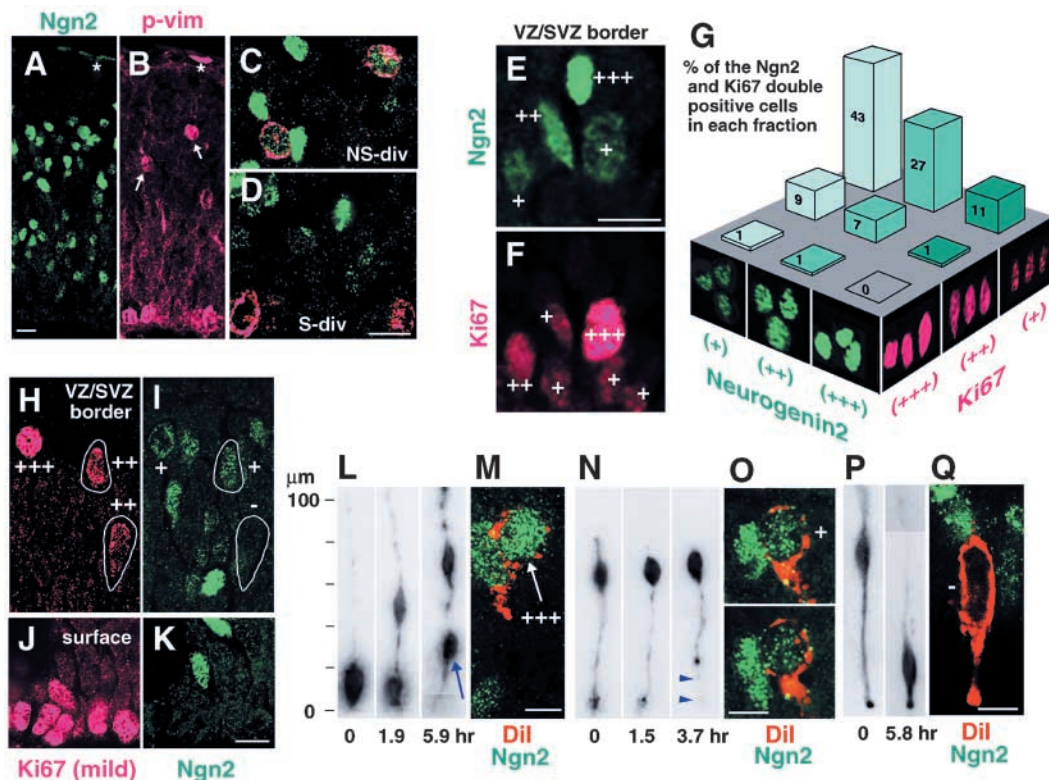 Ngn2 p-vim
A
*
B
*
C
NS-div
D
S-div
VZ/SVZ border
E
Ngn2
+++
++
+
+
F
Ki67
+
+++
++
+
+
+
G
% of the Ngn2
and Ki67 double
positive cells
in each fraction
43
27
11
9
7
1
1
1
0
(+)
(++)
(+++)
Neurogenin2
(+++)
(++)
(+)
Ki67
H
VZ/SVZ
border
+++
++
++
I
+
+
-
J
surface
K
Ki67 (mild) Ngn2
μm
100
0
L
0 1.9 5.9 hr
M
+++
DiI
Ngn2
N
0 1.5 3.7 hr
O
+
DiI
Ngn2
P
0 5.8 hr
Q
-
DiI
Ngn2